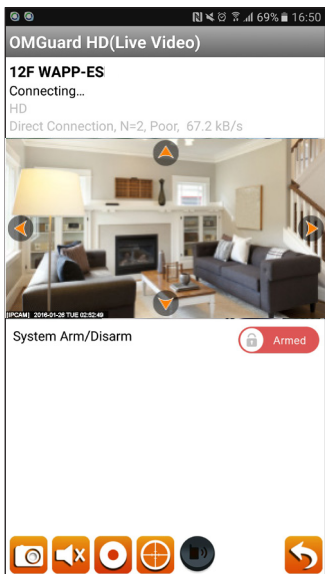 69% 16:50
OMGuard HD(Live Video)
12F WAPP-ES
Connecting...
HD
Direct Connection, N=2, Poor, 67.2 kB/s
[IPCAM] 2016-01-26 TUE 02:52:49
System Arm/Disarm
Armed